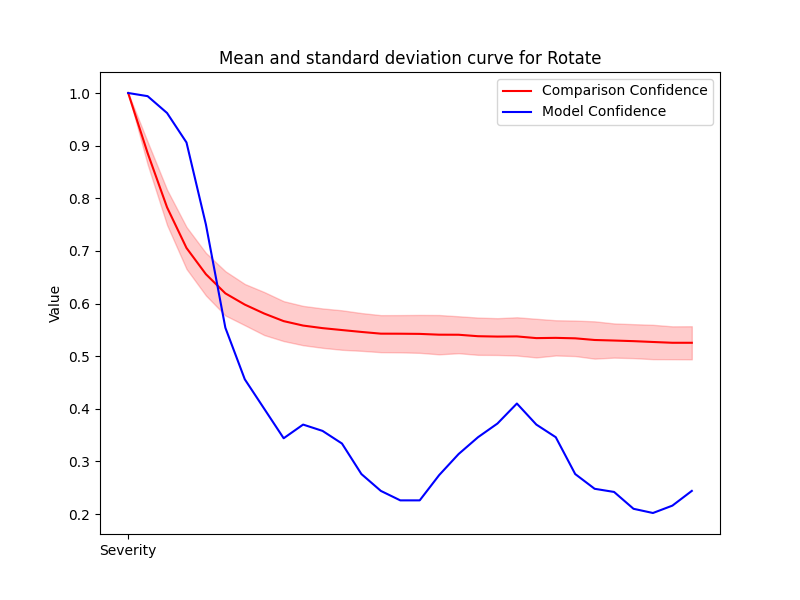 Mean and standard deviation curve for Rotate
Comparison Confidence
Model Confidence
1.0
0.9
0.8
0.7
0.6
0.5
0.4
0.3
0.2
Value
Severity